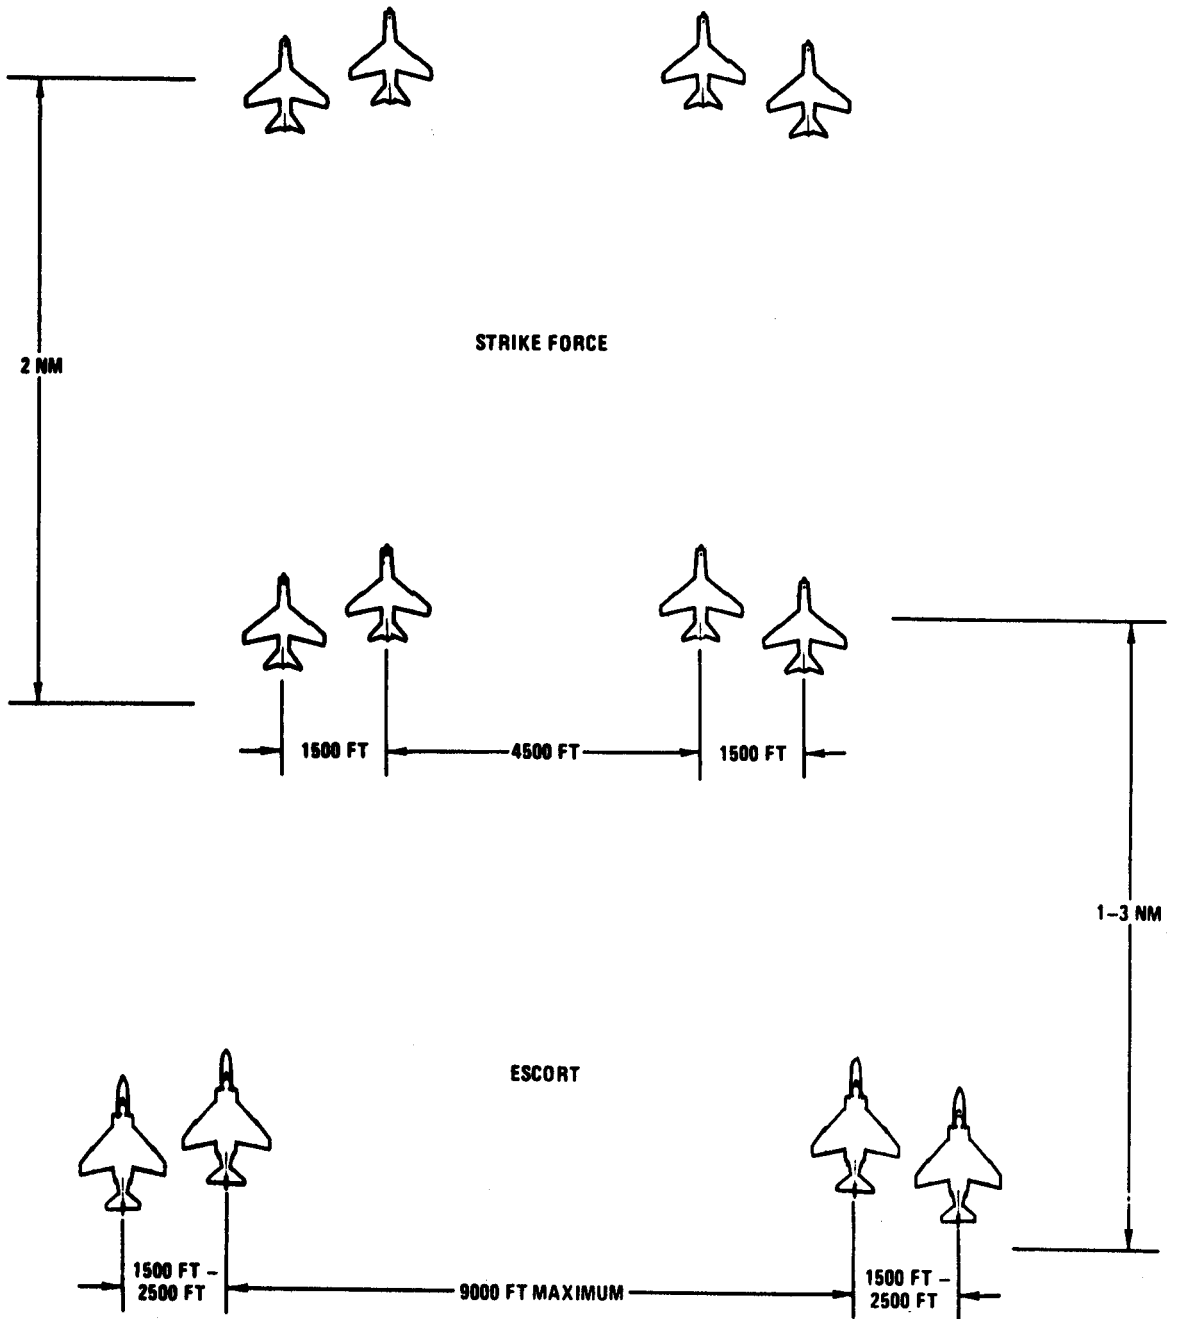 STRIKE FORCE
2 NM
1500 FT
4500 FT
1500 FT
1–3 NM
ESCORT
1500 FT –
2500 FT
9000 FT MAXIMUM
1500 FT –
2500 FT